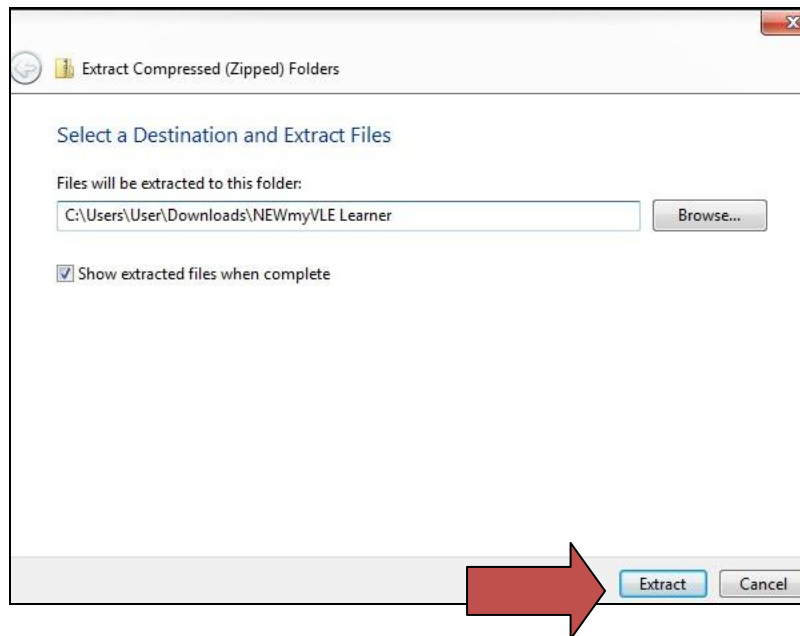 Extract Compressed (Zipped) Folders
Select a Destination and Extract Files
Files will be extracted to this folder:
C:\Users\User\Downloads\NEWmyVLE Learner
Browse...
Show extracted files when complete
Extract Cancel